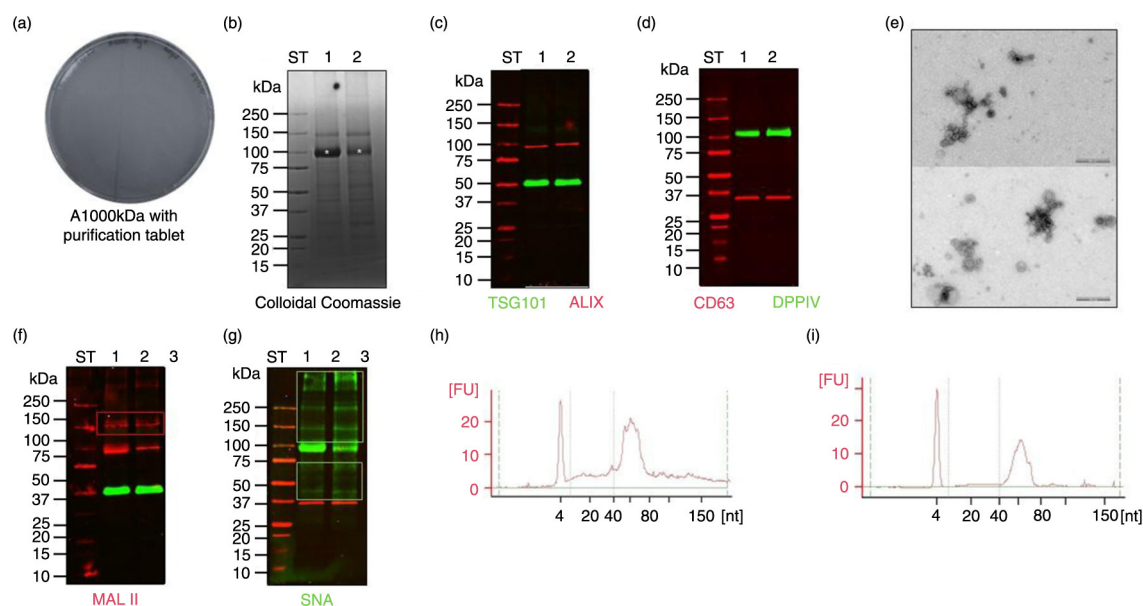 (a)
A1000kDa with
purification tablet
(b)
ST 1 2
kDa
250
150
100
75
50
37
25
20
15
Colloidal Coomassie
(c)
ST 1 2
kDa
250
150
100
75
50
37
25
20
15
10
TSG101 ALIX
(d)
ST 1 2
kDa
250
150
100
75
50
37
25
20
15
10
CD63 DPPIV
(e)
(f)
ST 1 2 3
kDa
250
150
100
75
50
37
25
20
15
10
MAL II
(g)
ST 1 2 3
kDa
250
150
100
75
50
37
25
20
15
10
SNA
(h)
[FU]
20
10
0
4 20 40 80 150 [nt]
(i)
[FU]
20
10
0
4 20 40 80 150 [nt]